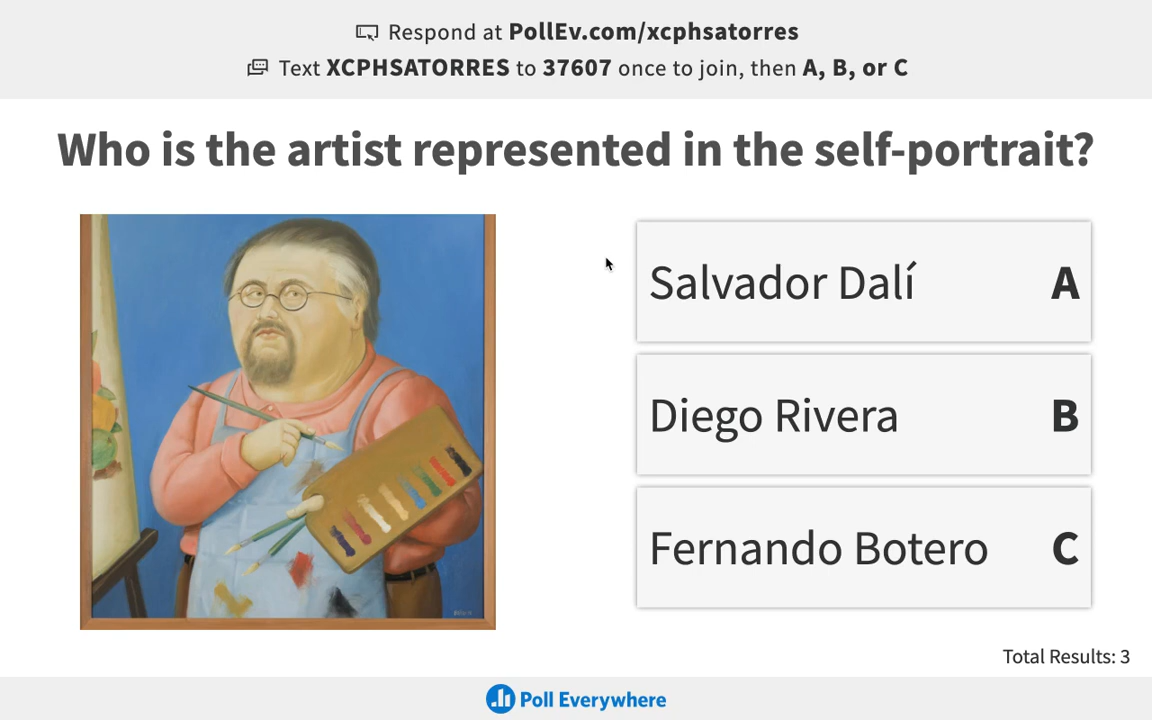 Respond at PollEv.com/xcphsatorres
Text XCPHSATORRES to 37607 once to join, then A, B, or C
Who is the artist represented in the self-portrait?
Salvador Dalí A
Diego Rivera B
Fernando Botero C
Total Results: 3
Poll Everywhere